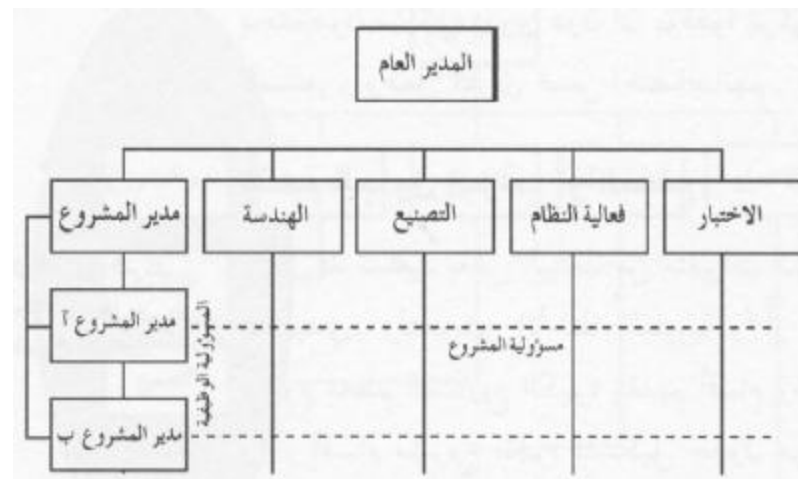 المدير العام
الاختبار
فعالية النظام
التصنيع
الهندسة
مدير المشروع
مدير المشروع آ
المسؤولية الوظيفية
مسؤولية المشروع
مدير المشروع ب